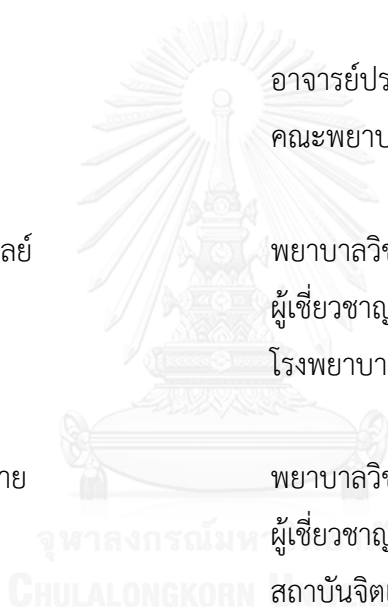 อาจารย์ปร
คณะพยาบ
ลย์ พยาบาลวิช
ผู้เชี่ยวชาญ
โรงพยาบา
าย พยาบาลวิช
ผู้เชี่ยวชาญ
จุฬาลงกรณ์มห
CHULALONGKORN
สถาบันจิตเ